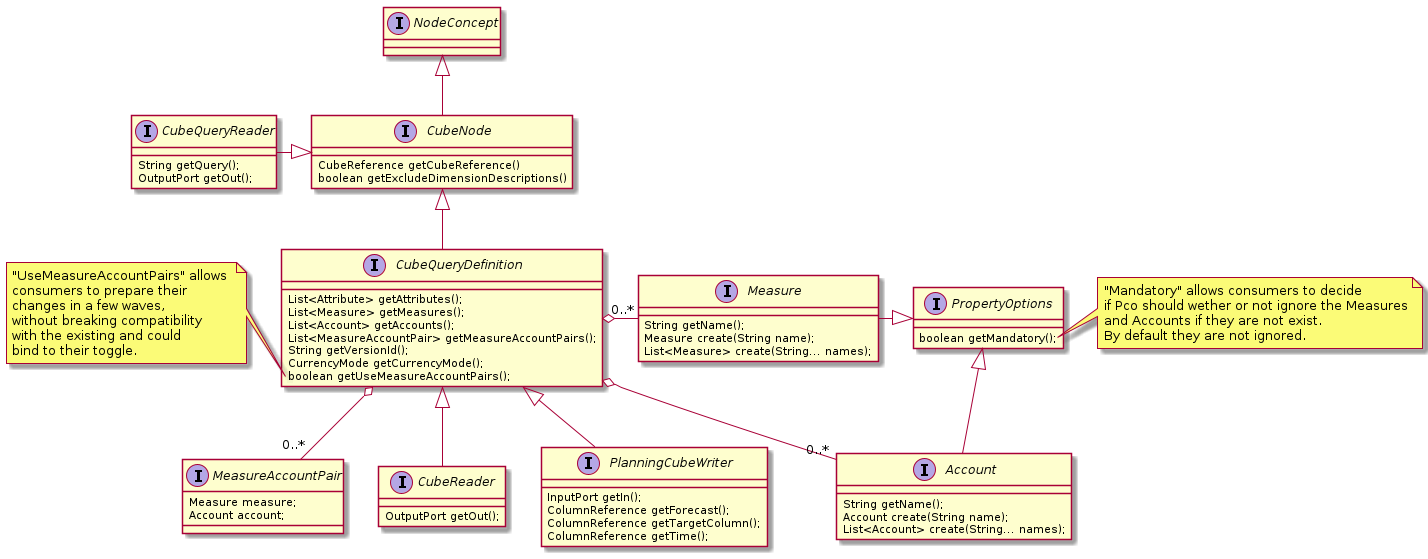 I NodeConcept
I CubeQueryReader
String getQuery();
OutputPort getOut();
I CubeNode
CubeReference getCubeReference()
boolean getExcludeDimensionDescriptions()
"UseMeasureAccountPairs" allows
consumers to prepare their
changes in a few waves,
without breaking compatibility
with the existing and could
bind to their toggle.
I CubeQueryDefinition
List<Attribute> getAttributes();
List<Measure> getMeasures();
List<Account> getAccounts();
List<MeasureAccountPair> getMeasureAccountPairs();
String getVersionId();
CurrencyMode getCurrencyMode();
boolean getUseMeasureAccountPairs();
0..*
I Measure
String getName();
Measure create(String name);
List<Measure> create(String... names);
I PropertyOptions
boolean getMandatory();
"Mandatory" allows consumers to decide
if Pco should wether or not ignore the Measures
and Accounts if they are not exist.
By default they are not ignored.
0..*
0..*
I MeasureAccountPair
Measure measure;
Account account;
I CubeReader
OutputPort getOut();
I PlanningCubeWriter
InputPort getIn();
ColumnReference getForecast();
ColumnReference getTargetColumn();
ColumnReference getTime();
I Account
String getName();
Account create(String name);
List<Account> create(String... names);